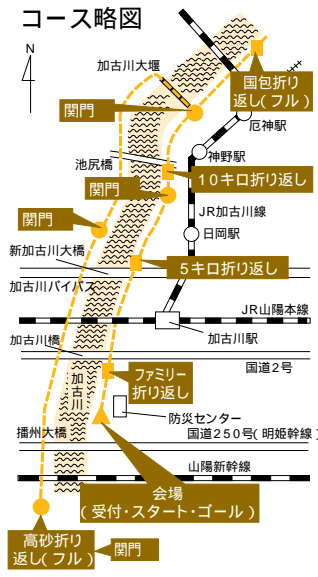 コース略図
N
加古川大堰
国包折り
返し(フル)
関門
厄神駅
池尻橋
神野駅
10キロ折り返し
関門
JR加古川線
関門
日岡駅
新加古川大橋
5キロ折り返し
加古川バイパス
JR山陽本線
加古川橋
加古川駅
国道2号
加古川
ファミリー
折り返し
防災センター
播州大橋
国道250号(明姫幹線)
山陽新幹線
会場
(受付・スタート・ゴール)
高砂折り
返し(フル)
関門